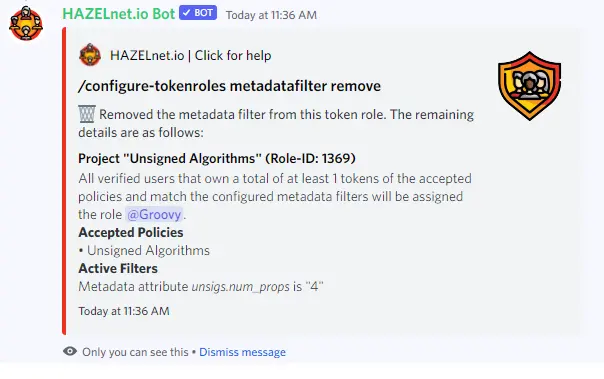 HAZELnet.io Bot ✔ BOT Today at 11:36 AM
HAZELnet.io | Click for help
/configure-tokenroles metadatafilter remove
🗑️ Removed the metadata filter from this token role. The remaining
details are as follows:
Project "Unsigned Algorithms" (Role-ID: 1369)
All verified users that own a total of at least 1 tokens of the accepted
policies and match the configured metadata filters will be assigned
the role @Groovy.
Accepted Policies
• Unsigned Algorithms
Active Filters
Metadata attribute unsigs.num_props is "4"
Today at 11:36 AM
Only you can see this • Dismiss message